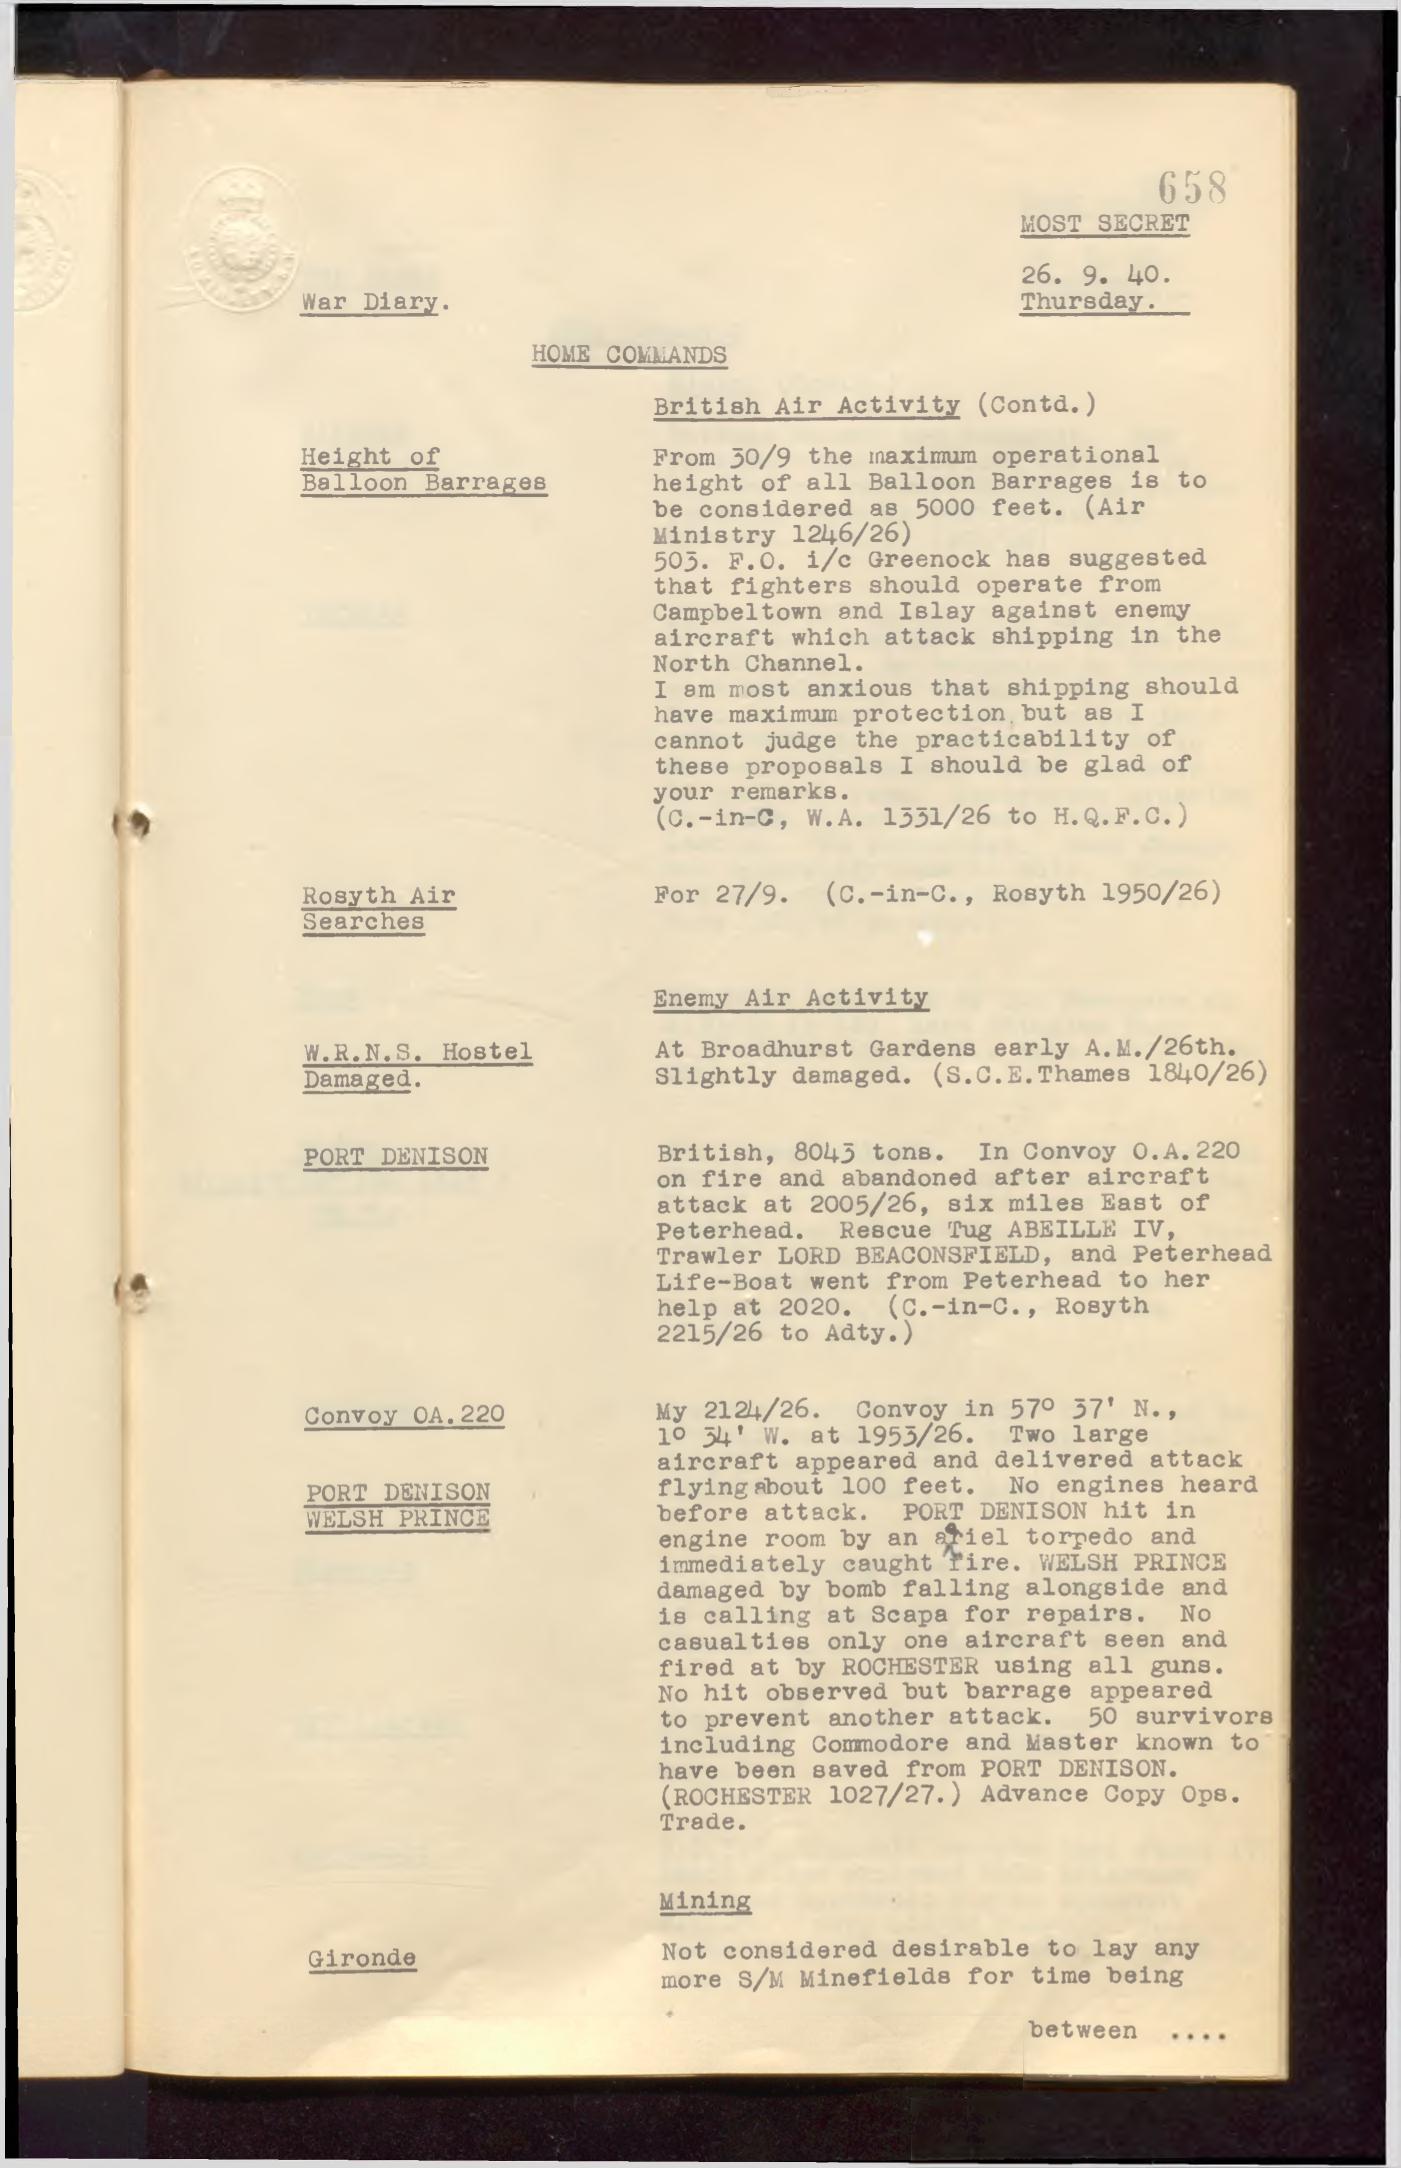 658
MOST SECRET
26. 9. 40.
War Diary.
Thursday.
HOME COMMANDS
British Air Activity (Contd.)
Height of
Balloon Barrages
From 30/9 the maximum operational
height of all Balloon Barrages is to
be considered as 5000 feet. (Air
Ministry 1246/26)
503. F.O. i/c Greenock has suggested
that fighters should operate from
Campbeltown and Islay against enemy
aircraft which attack shipping in the
North Channel.
I am most anxious that shipping should
have maximum protection, but as I
cannot judge the practicability of
these proposals I should be glad of
your remarks.
(C.-in-C, W.A. 1331/26 to H.Q.F.C.)
Rosyth Air
Searches
For 27/9. (C.-in-C., Rosyth 1950/26)
Enemy Air Activity
W.R.N.S. Hostel
Damaged.
At Broadhurst Gardens early A.M./26th.
Slightly damaged. (S.C.E.Thames 1840/26)
PORT DENISON
British, 8043 tons. In Convoy O.A.220
on fire and abandoned after aircraft
attack at 2005/26, six miles East of
Peterhead. Rescue Tug ABEILLE IV,
Trawler LORD BEACONSFIELD, and Peterhead
Life-Boat went from Peterhead to her
help at 2020. (C.-in-C., Rosyth
2215/26 to Adty.)
Convoy OA.220
PORT DENISON
WELSH PRINCE
My 2124/26. Convoy in 57° 37' N.,
1° 34' W. at 1953/26. Two large
aircraft appeared and delivered attack
flying about 100 feet. No engines heard
before attack. PORT DENISON hit in
engine room by an ariel torpedo and
immediately caught fire. WELSH PRINCE
damaged by bomb falling alongside and
is calling at Scapa for repairs. No
casualties only one aircraft seen and
fired at by ROCHESTER using all guns.
No hit observed but barrage appeared
to prevent another attack. 50 survivors
including Commodore and Master known to
have been saved from PORT DENISON.
(ROCHESTER 1027/27.) Advance Copy Ops.
Trade.
Mining
Gironde
Not considered desirable to lay any
more S/M Minefields for time being
between ....